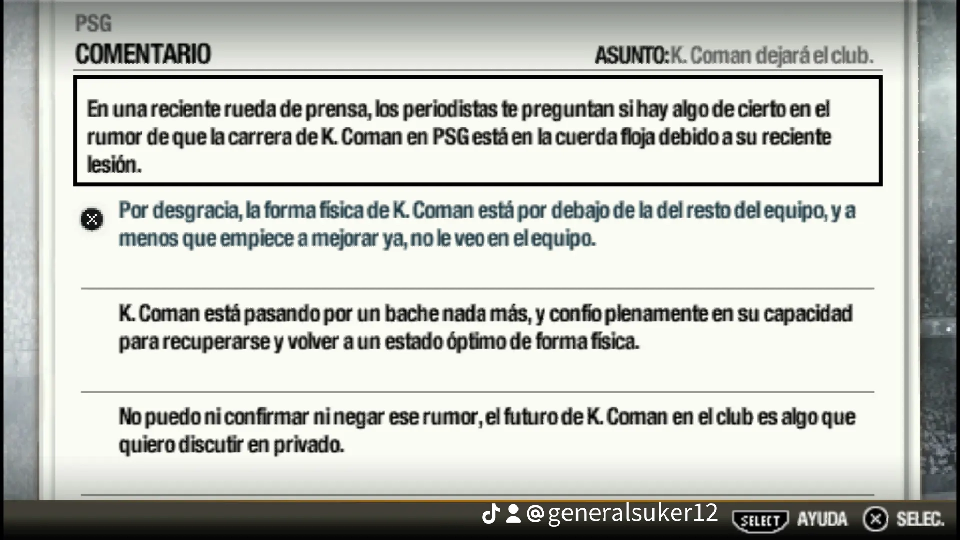 PSG
COMENTARIO
ASUNTO:K. Coman dejará el club.
En una reciente rueda de prensa, los periodistas te preguntan si hay algo de cierto en el
rumor de que la carrera de K. Coman en PSG está en la cuerda floja debido a su reciente
lesión.
Por desgracia, la forma física de K. Coman está por debajo de la del resto del equipo, y a
menos que empiece a mejorar ya, no le veo en el equipo.
K. Coman está pasando por un bache nada más, y confío plenamente en su capacidad
para recuperarse y volver a un estado óptimo de forma física.
No puedo ni confirmar ni negar ese rumor, el futuro de K. Coman en el club es algo que
quiero discutir en privado.
@generalsuker12
SELECT AYUDA SELEC.